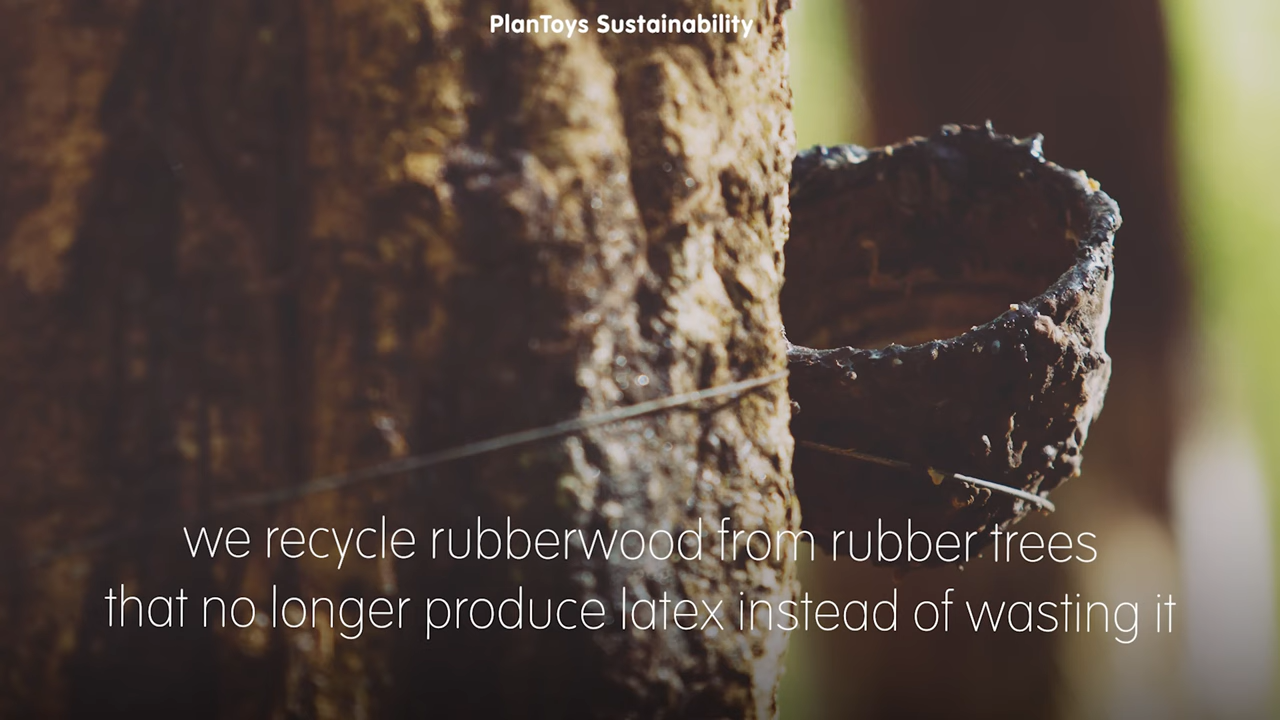 PlanToys Sustainability
we recycle rubberwood from rubber trees
that no longer produce latex instead of wasting it